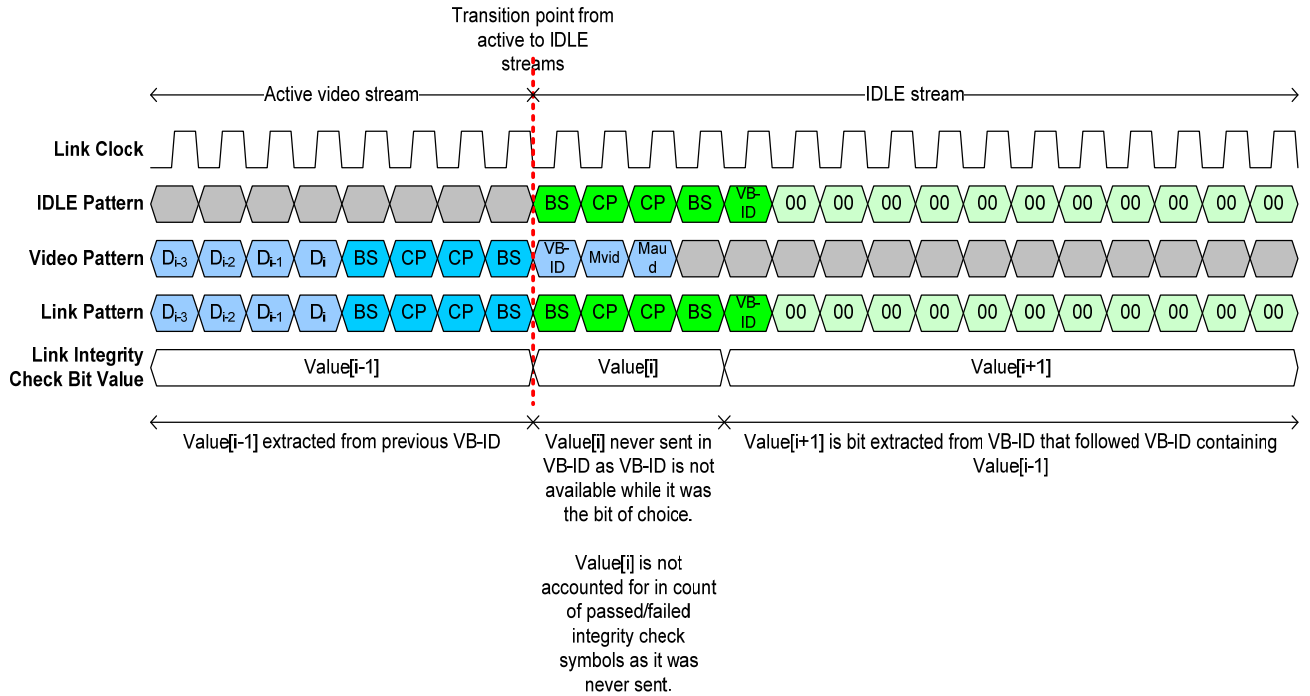 Transition point from
active to IDLE
streams
Active video stream
IDLE stream
Link Clock
IDLE Pattern
BS CP CP BS VB-
ID 00 00 00 00 00 00 00 00 00 00 00
Video Pattern
Di-3 Di-2 Di-1 Di BS CP CP BS VB-
ID Mvid Mau
d
Link Pattern
Di-3 Di-2 Di-1 Di BS CP CP BS BS CP CP BS VB-
ID 00 00 00 00 00 00 00 00 00 00 00
Link Integrity
Check Bit Value
Value[i-1] Value[i] Value[i+1]
Value[i-1] extracted from previous VB-ID
Value[i] never sent in
VB-ID as VB-ID is not
available while it was
the bit of choice.
Value[i] is not
accounted for in count
of passed/failed
integrity check
symbols as it was
never sent.
Value[i+1] is bit extracted from VB-ID that followed VB-ID containing
Value[i-1]